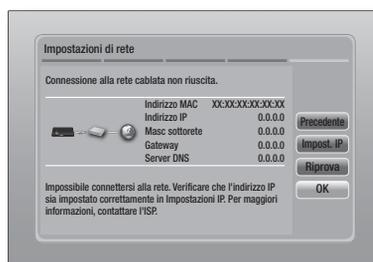 Impostazioni di rete
Connessione alla rete cablata non riuscita.
Indirizzo MAC XX:XX:XX:XX:XX:XX
Indirizzo IP 0.0.0.0
Masc sottorete 0.0.0.0
Gateway 0.0.0.0
Server DNS 0.0.0.0
Precedente
Impost. IP
Riprova
OK
Impossibile connettersi alla rete. Verificare che l'indirizzo IP
sia impostato correttamente in Impostazioni IP. Per maggiori
informazioni, contattare l'ISP.